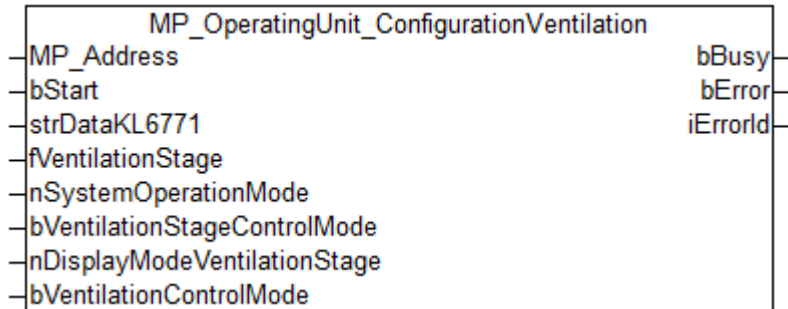 MP_OperatingUnit_ConfigurationVentilation
MP_Address bBusy
bStart bError
strDataKL6771 iErrorId
fVentilationStage
nSystemOperationMode
bVentilationStageControlMode
nDisplayModeVentilationStage
bVentilationControlMode